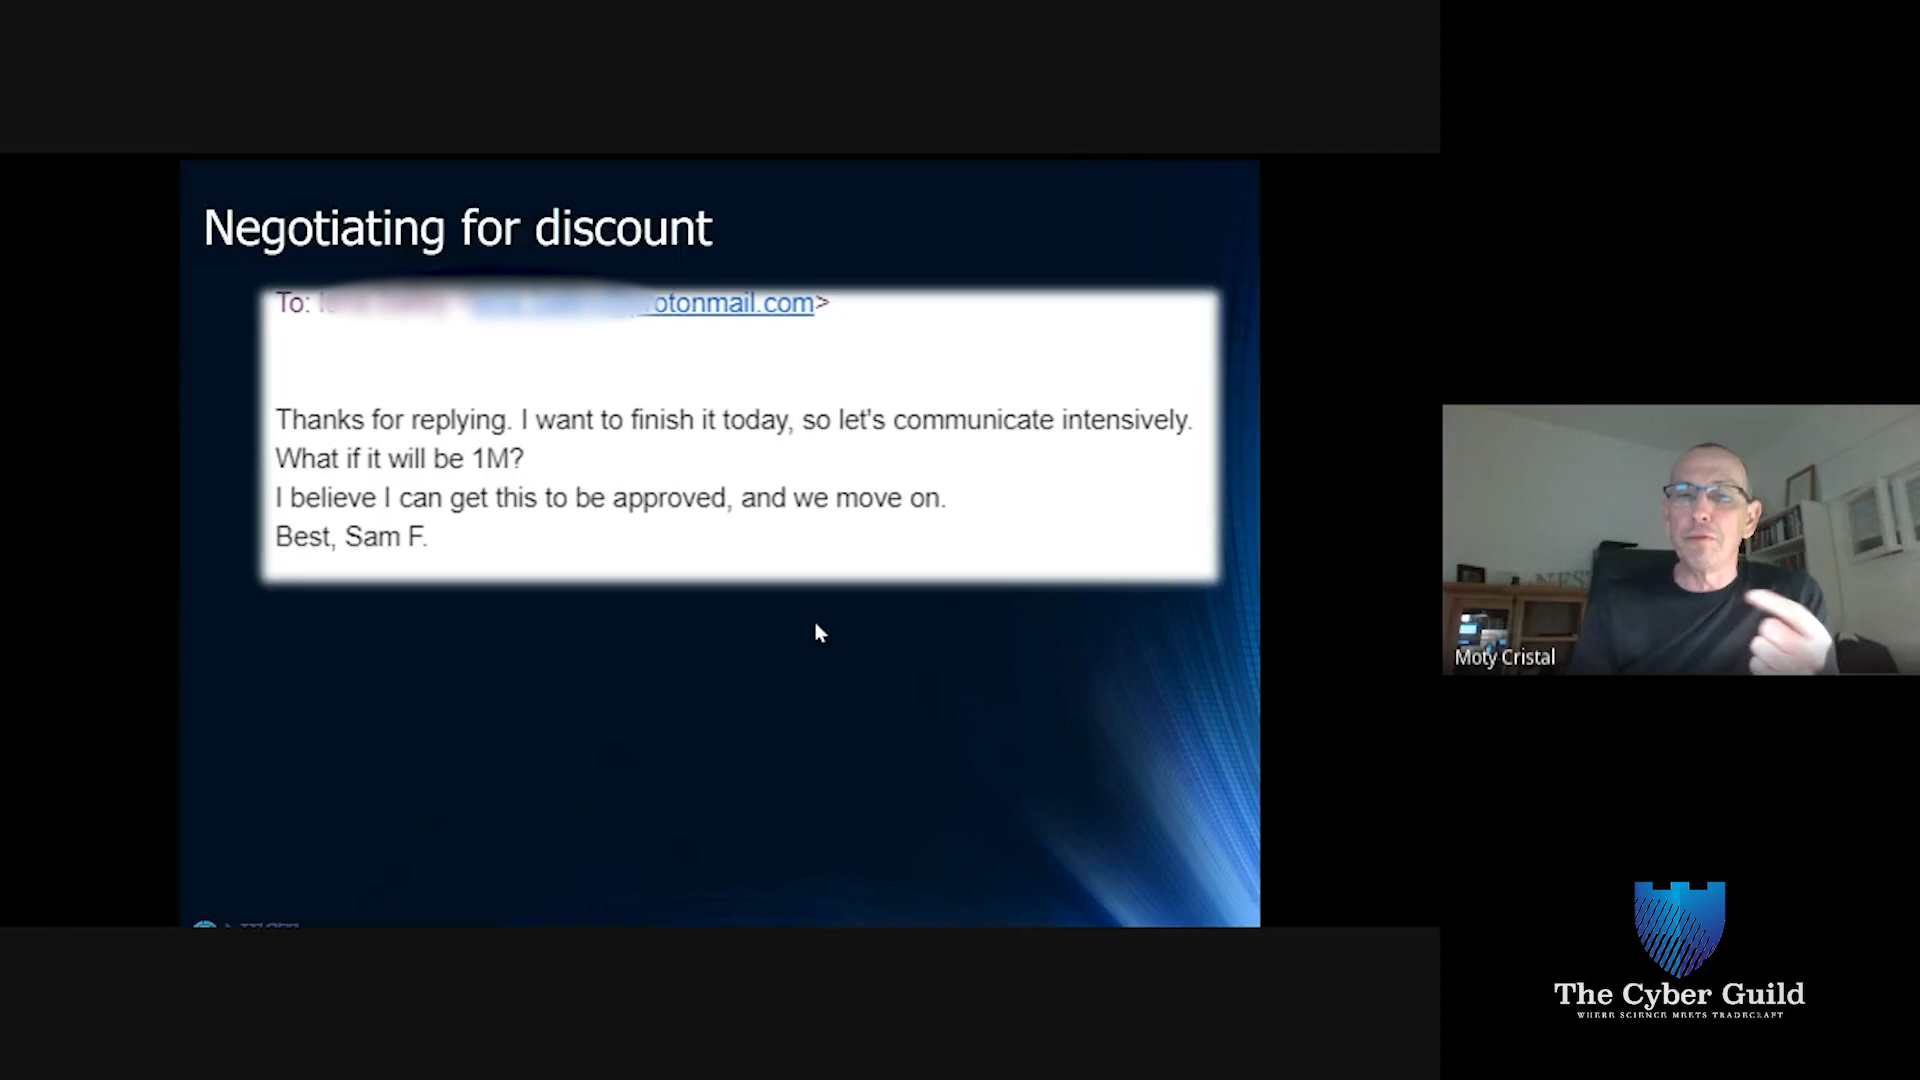 Negotiating for discount
To: otonmail.com>
Thanks for replying. I want to finish it today, so let's communicate intensively.
What if it will be 1M?
I believe I can get this to be approved, and we move on.
Best, Sam F.
NES
Moty Cristal
The Cyber Guild
WHERE SCIENCE MEETS TRADECRAFT